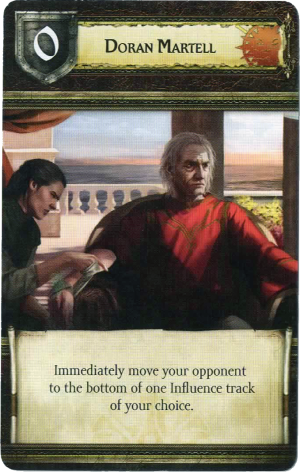 0
DORAN MARTELL
Immediately move your opponent
to the bottom of one Influence track
of your choice.